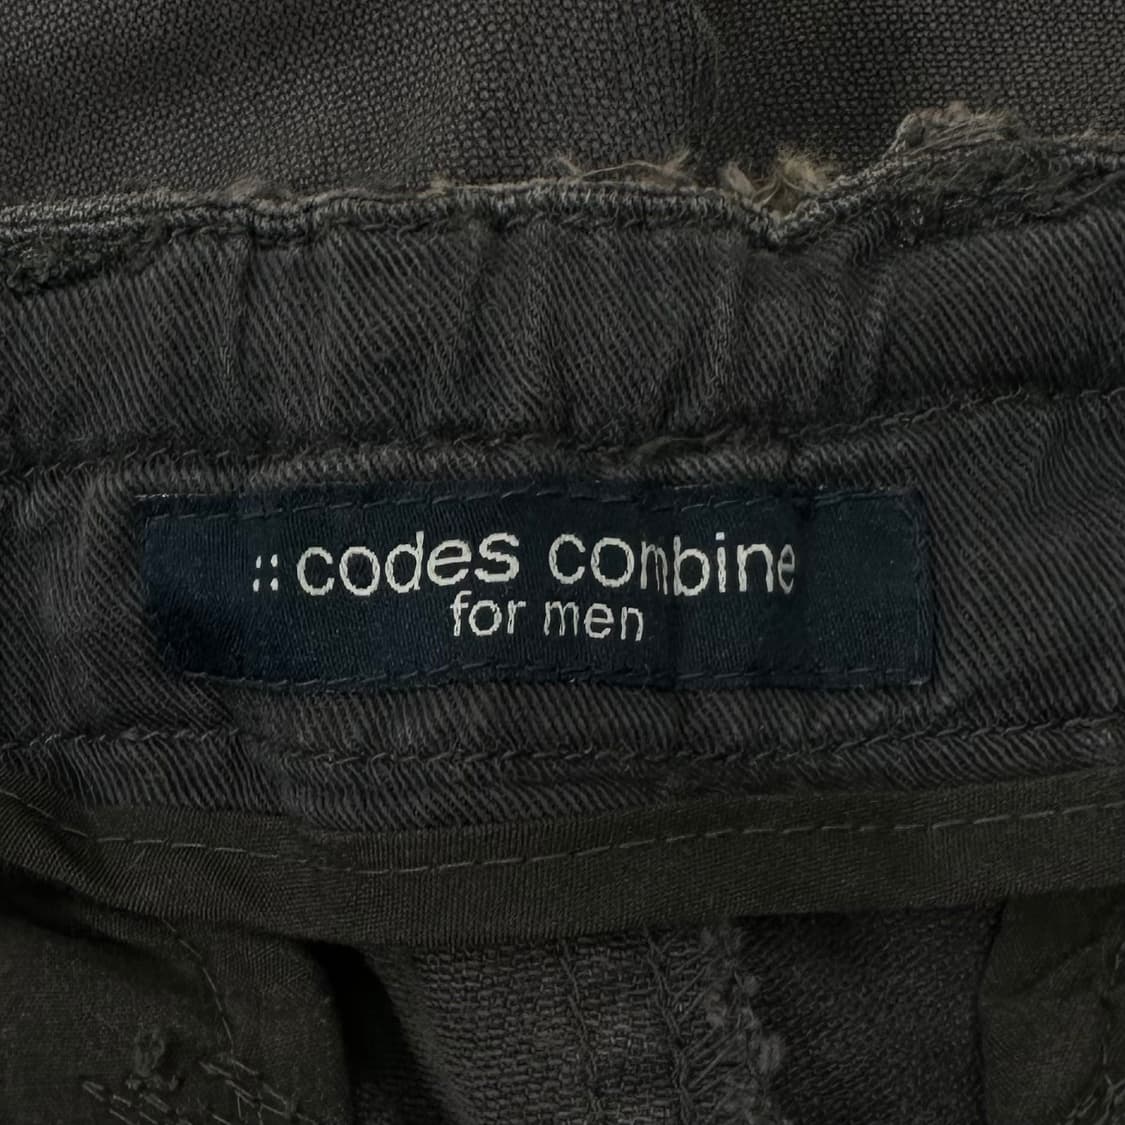 :: codes combine
for men